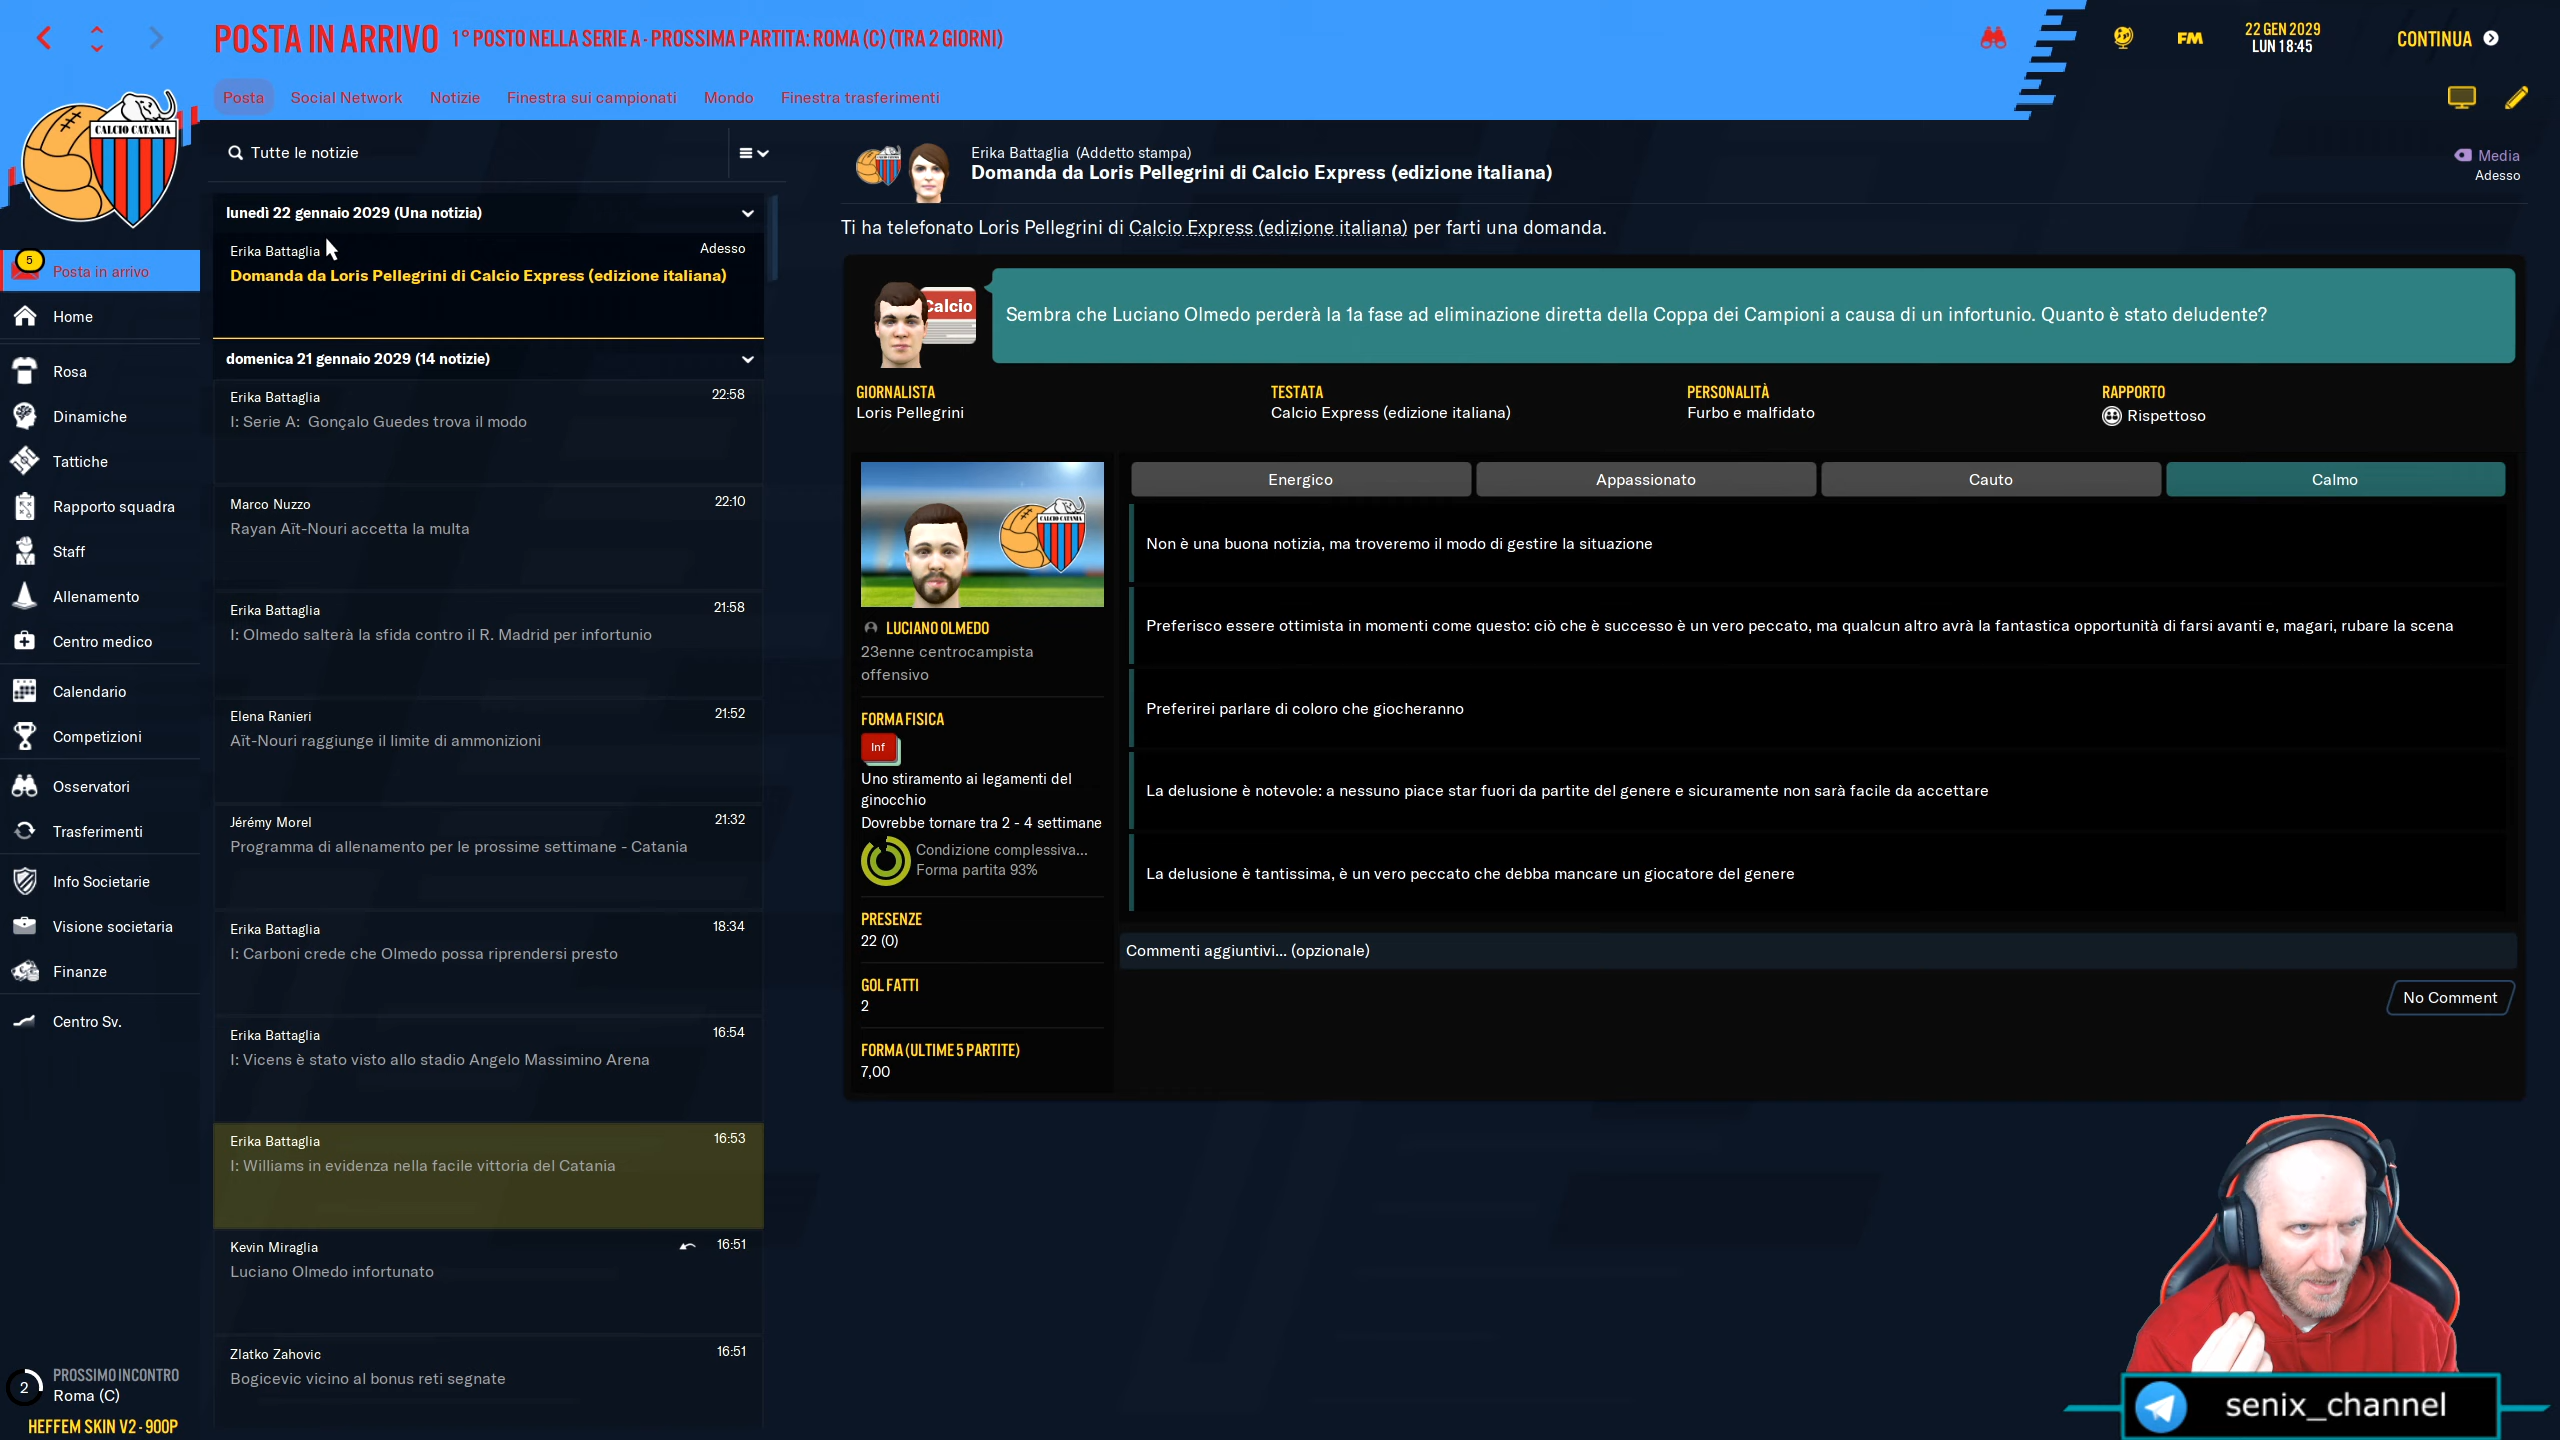 POSTA IN ARRIVO
1° POSTO NELLA SERIE A - PROSSIMA PARTITA: ROMA (C) (TRA 2 GIORNI)
FM
22 GEN 2029
LUN 18:45
CONTINUA
Posta
Social Network
Notizie
Finestra sui campionati
Mondo
Finestra trasferimenti
CALCIO CATANIA
5
Posta in arrivo
Home
Rosa
Dinamiche
Tattiche
Rapporto squadra
Staff
Allenamento
Centro medico
Calendario
Competizioni
Osservatori
Trasferimenti
Info Societarie
Visione societaria
Finanze
Centro Sv.
2
PROSSIMO INCONTRO
Roma (C)
HEFFEM SKIN V2 - 900P
Tutte le notizie
lunedì 22 gennaio 2029 (Una notizia)
Erika Battaglia
Adesso
Domanda da Loris Pellegrini di Calcio Express (edizione italiana)
domenica 21 gennaio 2029 (14 notizie)
Erika Battaglia
22:58
I: Serie A: Gonçalo Guedes trova il modo
Marco Nuzzo
22:10
Rayan Aït-Nouri accetta la multa
Erika Battaglia
21:58
I: Olmedo salterà la sfida contro il R. Madrid per infortunio
Elena Ranieri
21:52
Aït-Nouri raggiunge il limite di ammonizioni
Jérémy Morel
21:32
Programma di allenamento per le prossime settimane - Catania
Erika Battaglia
18:34
I: Carboni crede che Olmedo possa riprendersi presto
Erika Battaglia
16:54
I: Vicens è stato visto allo stadio Angelo Massimino Arena
Erika Battaglia
16:53
I: Williams in evidenza nella facile vittoria del Catania
Kevin Miraglia
16:51
Luciano Olmedo infortunato
Zlatko Zahovic
16:51
Bogicevic vicino al bonus reti segnate
Erika Battaglia (Addetto stampa)
Domanda da Loris Pellegrini di Calcio Express (edizione italiana)
Media
Adesso
Ti ha telefonato Loris Pellegrini di Calcio Express (edizione italiana) per farti una domanda.
Calcio
Sembra che Luciano Olmedo perderà la 1a fase ad eliminazione diretta della Coppa dei Campioni a causa di un infortunio. Quanto è stato deludente?
GIORNALISTA
Loris Pellegrini
TESTATA
Calcio Express (edizione italiana)
PERSONALITÀ
Furbo e malfidato
RAPPORTO
Rispettoso
CALCIO CATANIA
LUCIANO OLMEDO
23enne centrocampista
offensivo
FORMA FISICA
Inf
Uno stiramento ai legamenti del
ginocchio
Dovrebbe tornare tra 2 - 4 settimane
Condizione complessiva...
Forma partita 93%
PRESENZE
22 (0)
GOL FATTI
2
FORMA (ULTIME 5 PARTITE)
7,00
Energico
Appassionato
Cauto
Calmo
Non è una buona notizia, ma troveremo il modo di gestire la situazione
Preferisco essere ottimista in momenti come questo: ciò che è successo è un vero peccato, ma qualcun altro avrà la fantastica opportunità di farsi avanti e, magari, rubare la scena
Preferirei parlare di coloro che giocheranno
La delusione è notevole: a nessuno piace star fuori da partite del genere e sicuramente non sarà facile da accettare
La delusione è tantissima, è un vero peccato che debba mancare un giocatore del genere
Commenti aggiuntivi... (opzionale)
No Comment
senix_channel